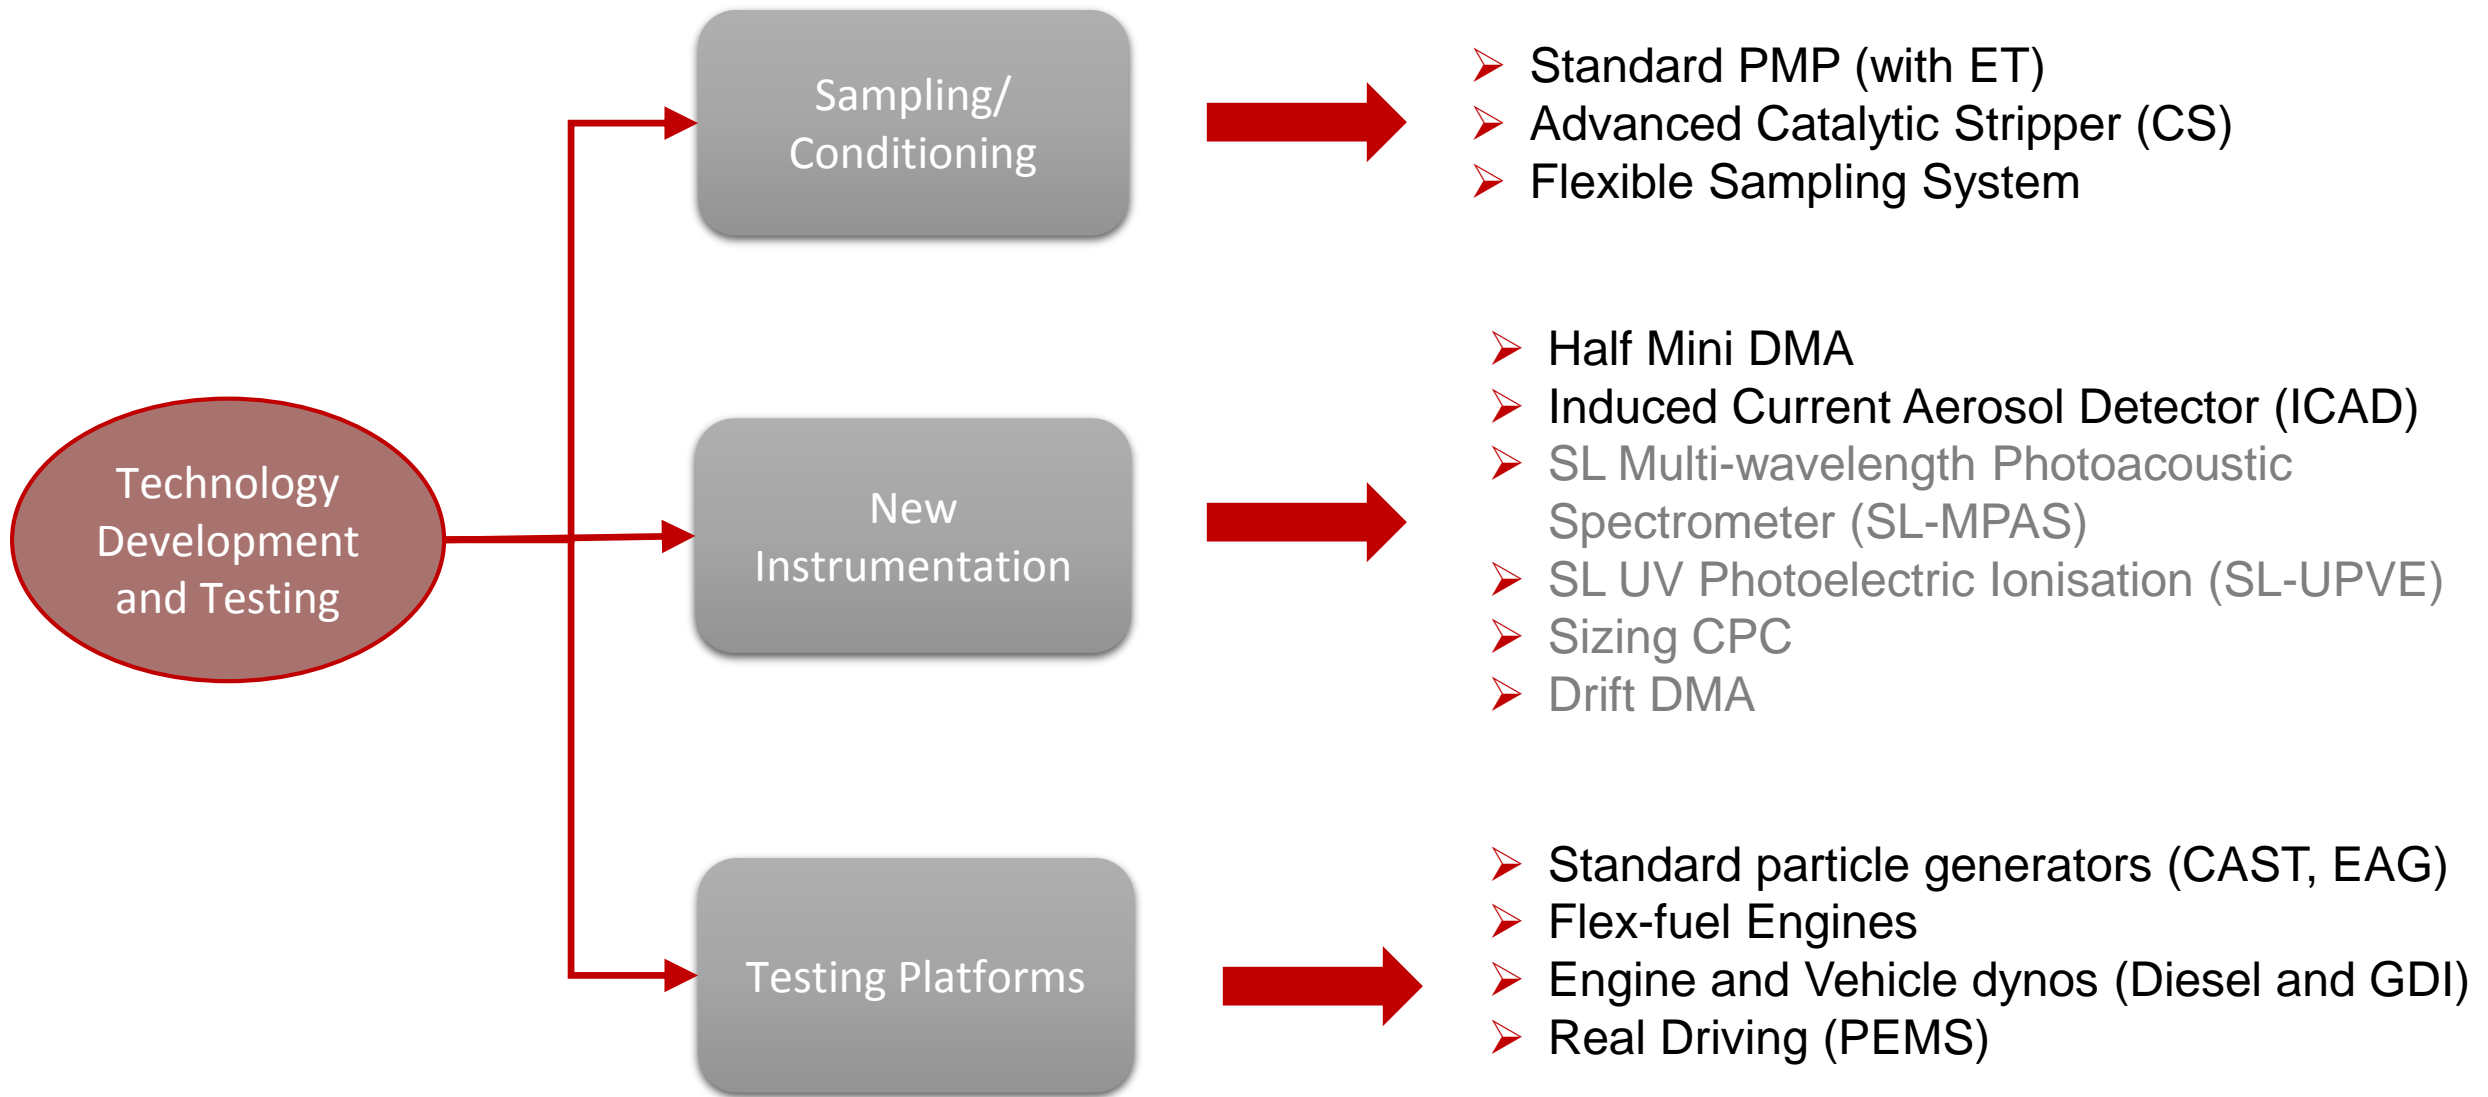 Technology
Development
and Testing
Sampling/
Conditioning
Standard PMP (with ET)
Advanced Catalytic Stripper (CS)
Flexible Sampling System
New
Instrumentation
Half Mini DMA
Induced Current Aerosol Detector (ICAD)
SL Multi-wavelength Photoacoustic
Spectrometer (SL-MPAS)
SL UV Photoelectric Ionisation (SL-UPVE)
Sizing CPC
Drift DMA
Testing Platforms
Standard particle generators (CAST, EAG)
Flex-fuel Engines
Engine and Vehicle dynos (Diesel and GDI)
Real Driving (PEMS)